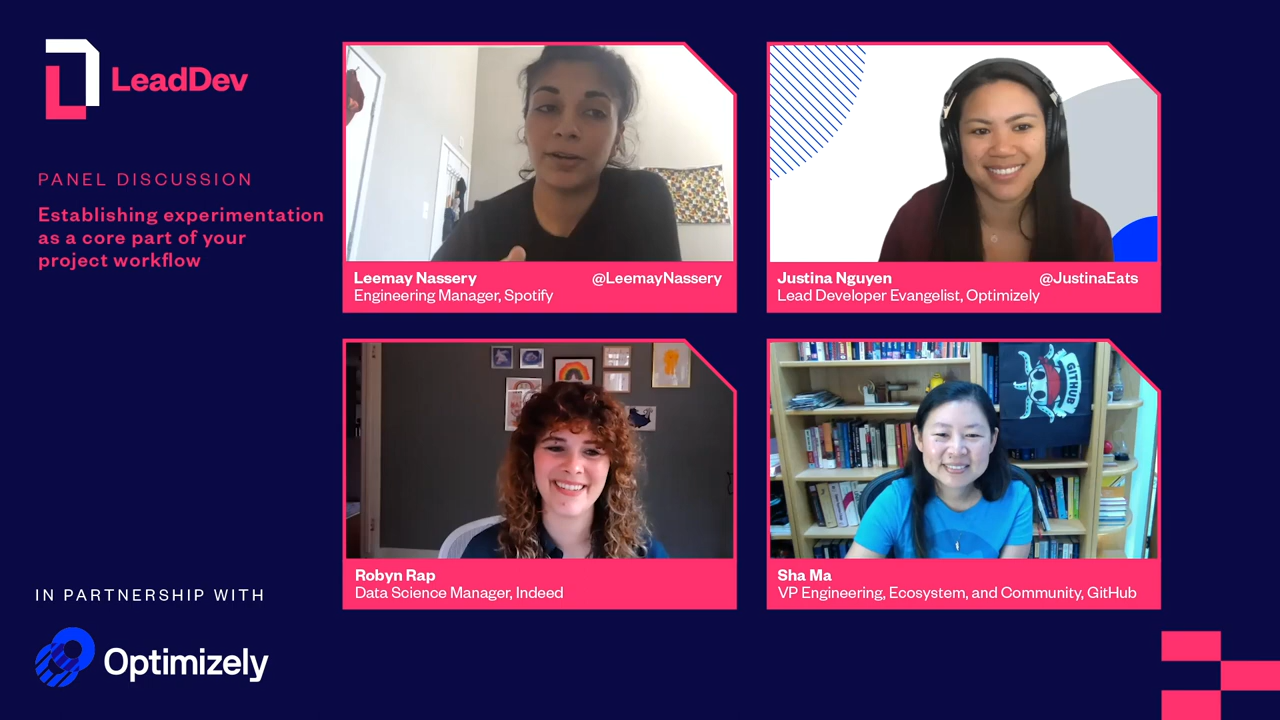 LeadDev
PANEL DISCUSSION
Establishing experimentation
as a core part of your
project workflow
Leemay Nassery @LeemayNassery
Engineering Manager, Spotify
Justina Nguyen @JustinaEats
Lead Developer Evangelist, Optimizely
GITHUB
Robyn Rap
Data Science Manager, Indeed
Sha Ma
VP Engineering, Ecosystem, and Community, GitHub
IN PARTNERSHIP WITH
Optimizely